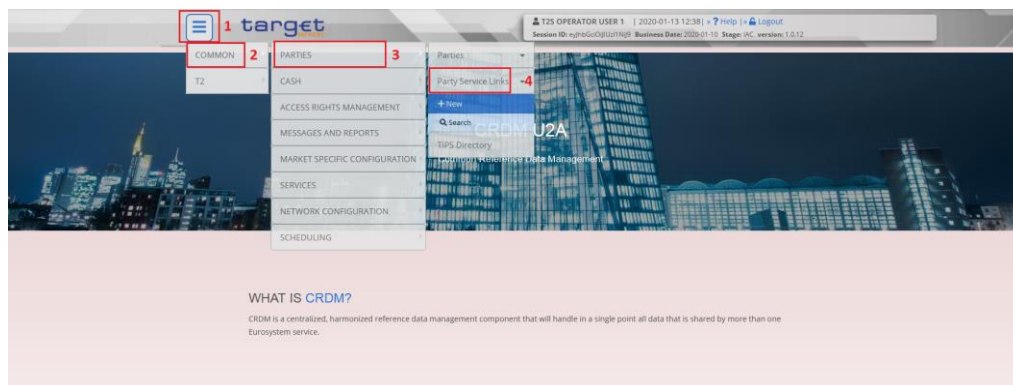 1 target
T2S OPERATOR USER 1 | 2020-01-13 12:38| » ? Help | » Logout
Business Date: 2020-01-10 Stage: IAC version: 1.0.12
COMMON 2
PARTIES 3
Parties
T2
CASH
Party Service Links 4
ACCESS RIGHTS MANAGEMENT
+ New
MESSAGES AND REPORTS
Search
CRDM U2A
TIPS Directory
MARKET SPECIFIC CONFIGURATION
Common Reference Data Management
SERVICES
NETWORK CONFIGURATION
SCHEDULING
WHAT IS CRDM?
CRDM is a centralized, harmonized reference data management component that will handle in a single point all data that is shared by more than one
Eurosystem service.